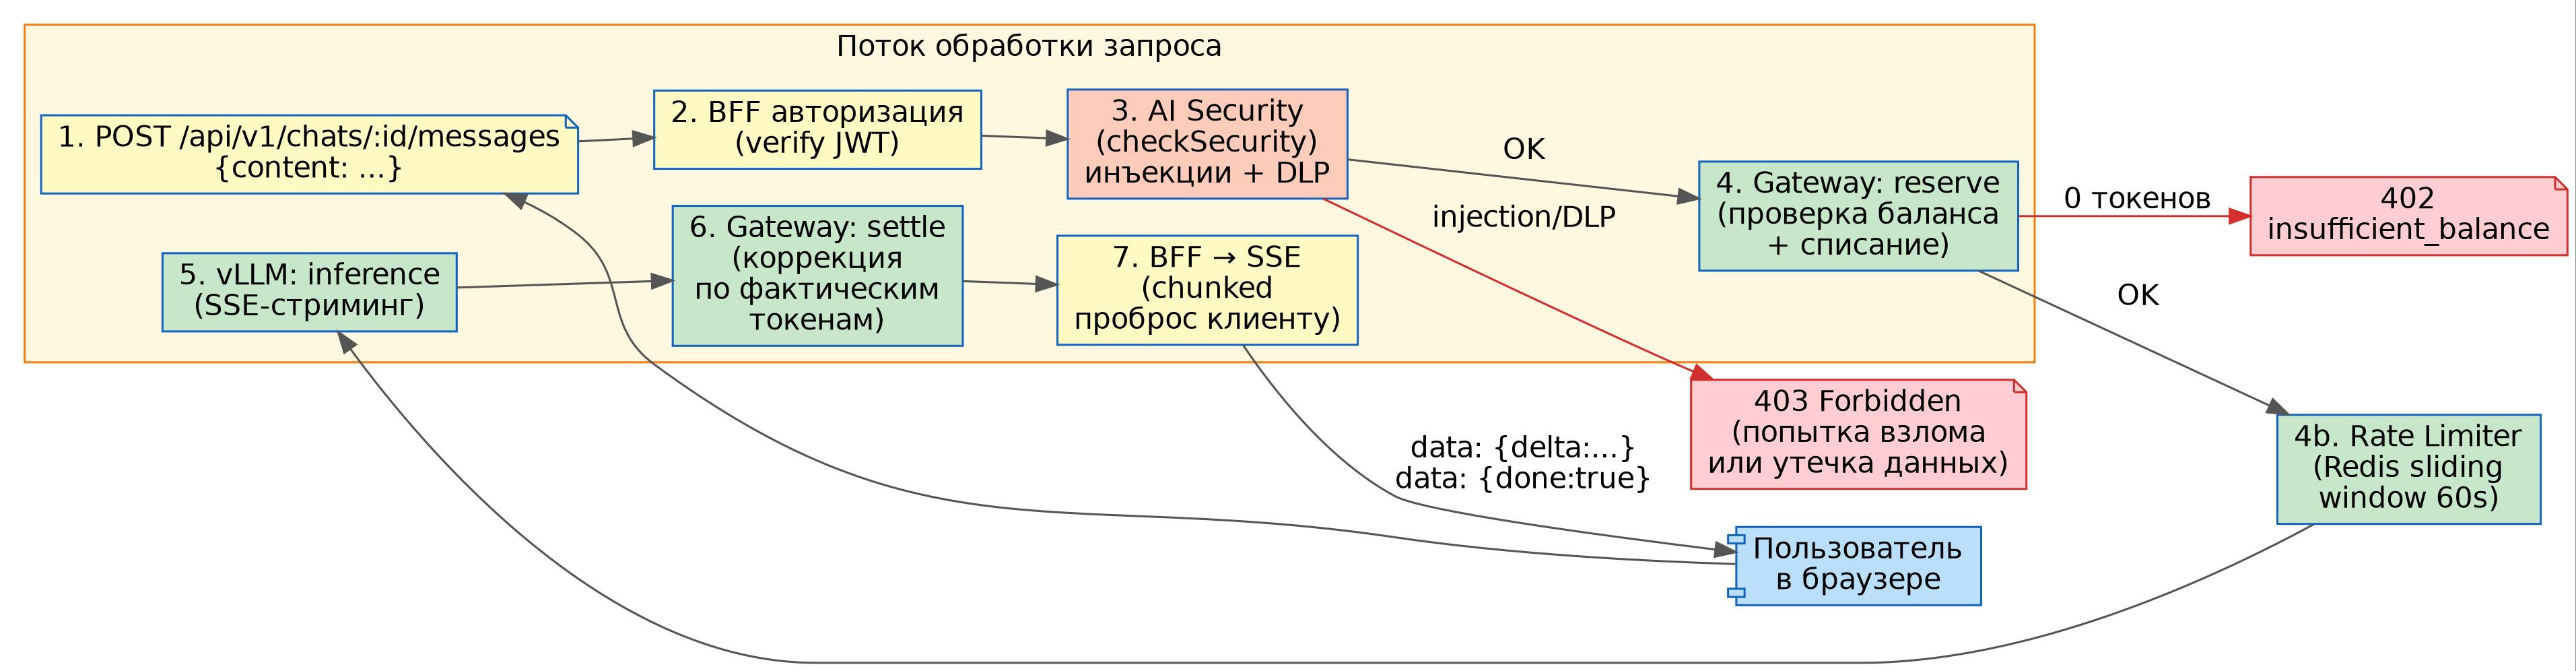 Поток обработки запроса
1. POST /api/v1/chats/:id/messages
{content: ...}
2. BFF авторизация
(verify JWT)
3. AI Security
(checkSecurity)
инъекции + DLP
OK
injection/DLP
4. Gateway: reserve
(проверка баланса
+ списание)
0 токенов
402
insufficient_balance
OK
5. vLLM: inference
(SSE-стриминг)
6. Gateway: settle
(коррекция
по фактическим
токенам)
7. BFF → SSE
(chunked
проброс клиенту)
403 Forbidden
(попытка взлома
или утечка данных)
4b. Rate Limiter
(Redis sliding
window 60s)
data: {delta:...}
data: {done:true}
Пользователь
в браузере